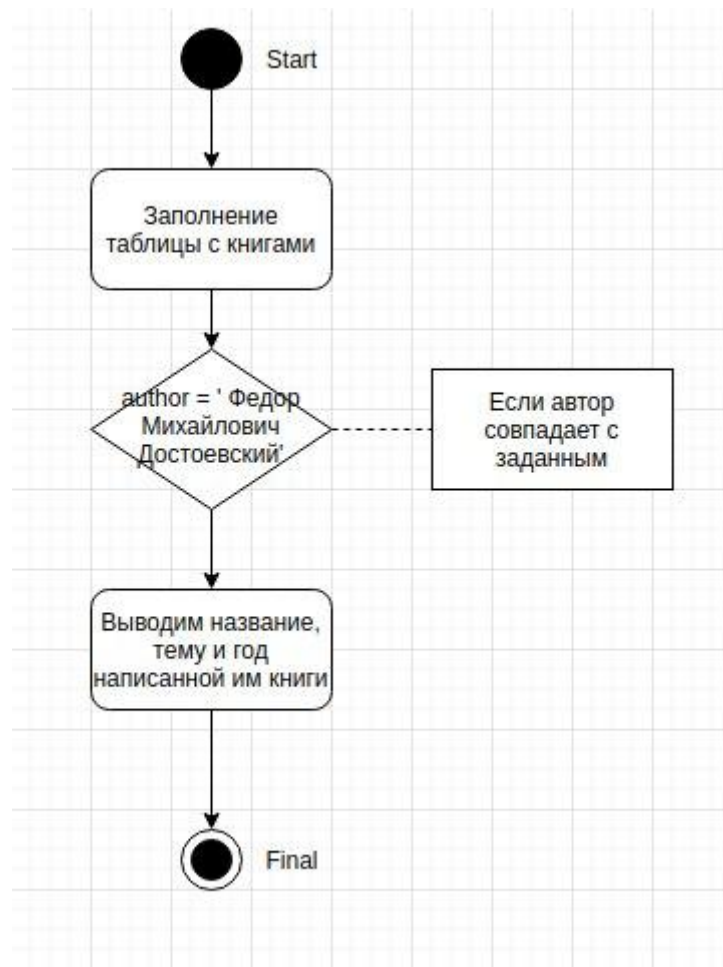 Start
Заполнение
таблицы с книгами
author = ' Федор
Михайлович
Достоевский'
Если автор
совпадает с
заданным
Выводим название,
тему и год
написанной им книги
Final